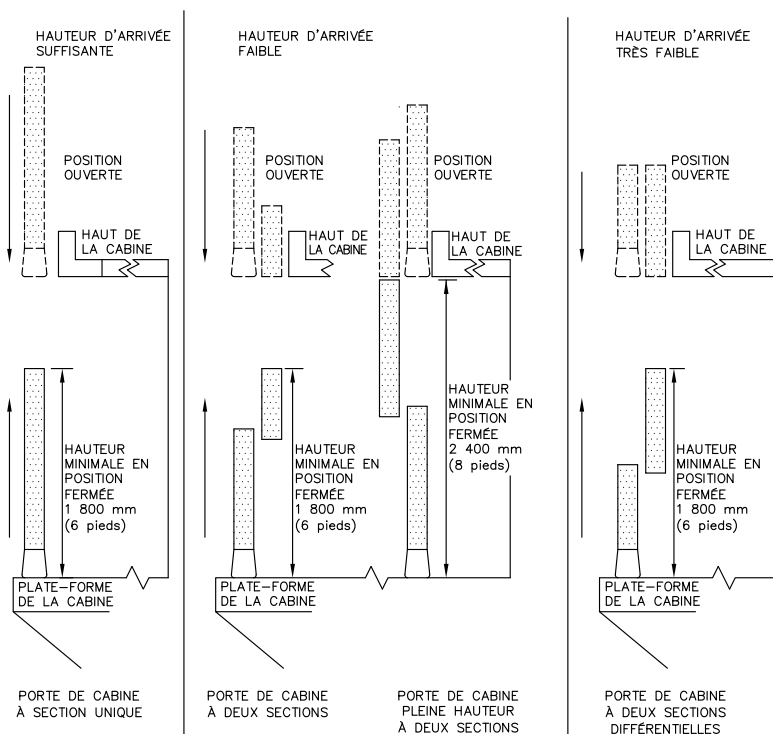 HAUTEUR D'ARRIVÉE
SUFFISANTE
POSITION
OUVERTE
HAUT DE
LA CABINE
HAUTEUR
MINIMALE EN
POSITION
FERMÉE
1 800 mm
(6 pieds)
PLATE-FORME
DE LA CABINE
PORTE DE CABINE
À SECTION UNIQUE
HAUTEUR D'ARRIVÉE
FAIBLE
POSITION
OUVERTE
HAUT DE
LA CABINE
HAUTEUR
MINIMALE EN
POSITION
FERMÉE
1 800 mm
(6 pieds)
PLATE-FORME
DE LA CABINE
PORTE DE CABINE
À DEUX SECTIONS
POSITION
OUVERTE
HAUT DE
LA CABINE
HAUTEUR
MINIMALE EN
POSITION
FERMÉE
2 400 mm
(8 pieds)
PORTE DE CABINE
PLEINE HAUTEUR
À DEUX SECTIONS
HAUTEUR D'ARRIVÉE
TRÈS FAIBLE
POSITION
OUVERTE
HAUT DE
LA CABINE
HAUTEUR
MINIMALE EN
POSITION
FERMÉE
1 800 mm
(6 pieds)
PLATE-FORME
DE LA CABINE
PORTE DE CABINE
À DEUX SECTIONS
DIFFÉRENTIELLES